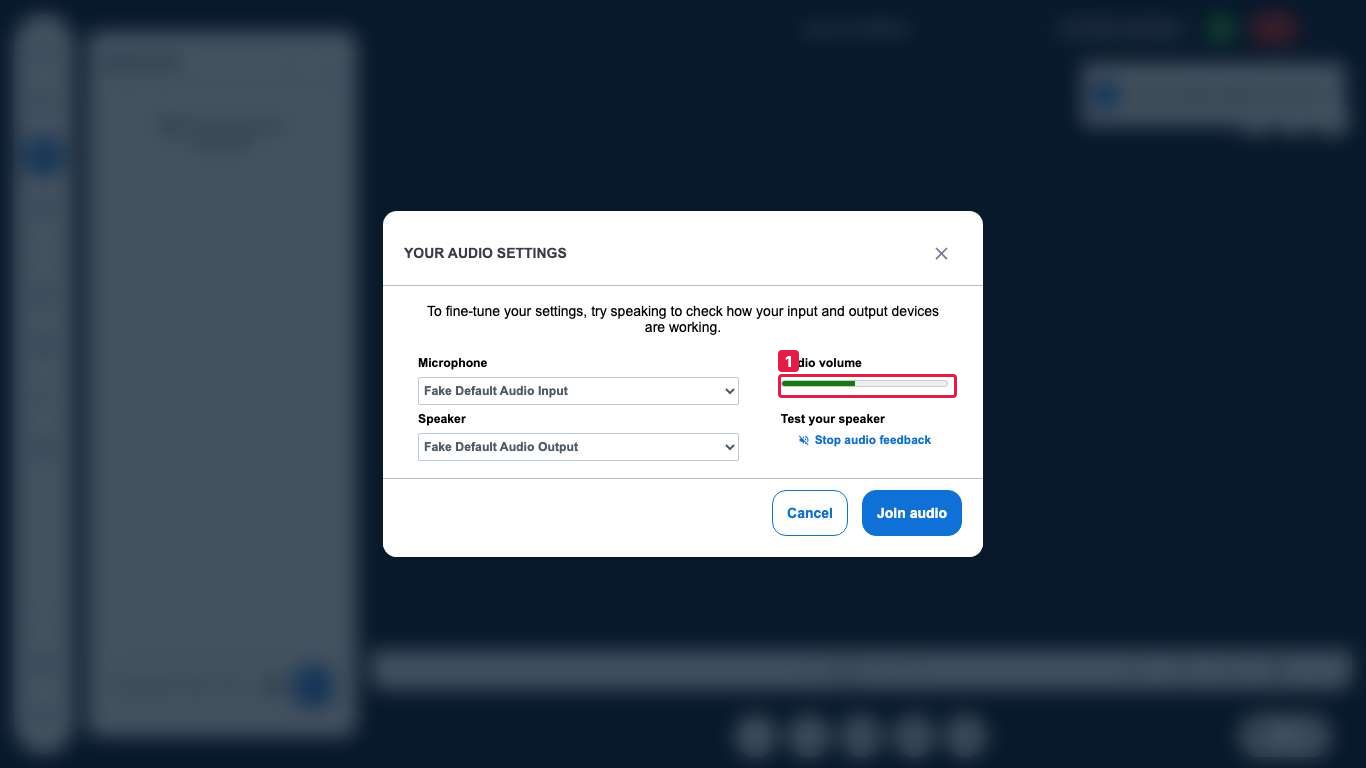 YOUR AUDIO SETTINGS
To fine-tune your settings, try speaking to check how your input and output devices
are working.
Microphone
1
dio volume
Fake Default Audio Input
Speaker
Test your speaker
Fake Default Audio Output
Stop audio feedback
Cancel
Join audio